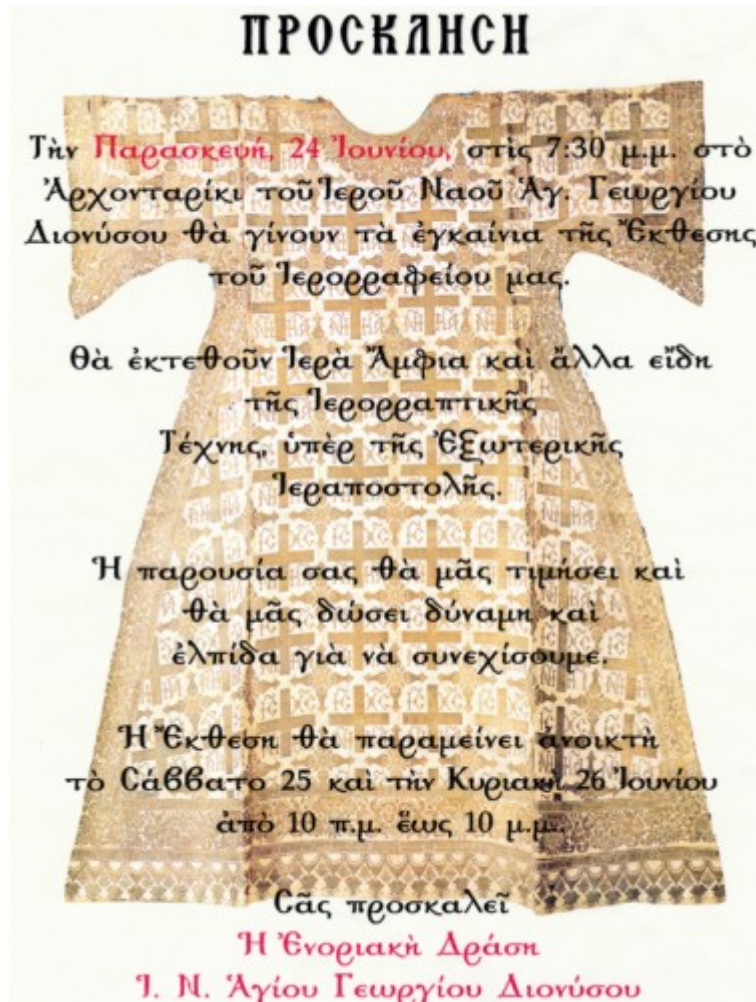 ΠΡΟΣΚΛΗΣΗ
Τὴν Παρασκευή, 24 Ἰουνίου, στὶς 7:30 μ.μ. στὸ
Ἀρχονταρίκι τοῦ Ἱεροῦ Ναοῦ Ἁγ. Γεωργίου
Διονύσου θὰ γίνουν τὰ ἐγκαίνια τῆς Ἔκθεσης
τοῦ Ἱερορραφείου μας.
Θὰ ἐκτεθοῦν Ἱερὰ Ἄμφια καὶ ἄλλα εἴδη
τῆς Ἱερορραπτικῆς
Τέχνης, ὑπὲρ τῆς Ἐξωτερικῆς
Ἱεραποστολῆς.
Ἡ παρουσία σας θὰ μᾶς τιμήσει καὶ
θὰ μᾶς δώσει δύναμη καὶ
ἐλπίδα γιὰ νὰ συνεχίσουμε.
Ἡ Ἔκθεση θὰ παραμείνει ἀνοικτὴ
τὸ Σάββατο 25 καὶ τὴν Κυριακὴ 26 Ἰουνίου
ἀπὸ 10 π.μ. ἕως 10 μ.μ..
Σᾶς προσκαλεῖ
Ἡ Ἐνοριακὴ Δράση
Ἱ. Ν. Ἁγίου Γεωργίου Διονύσου